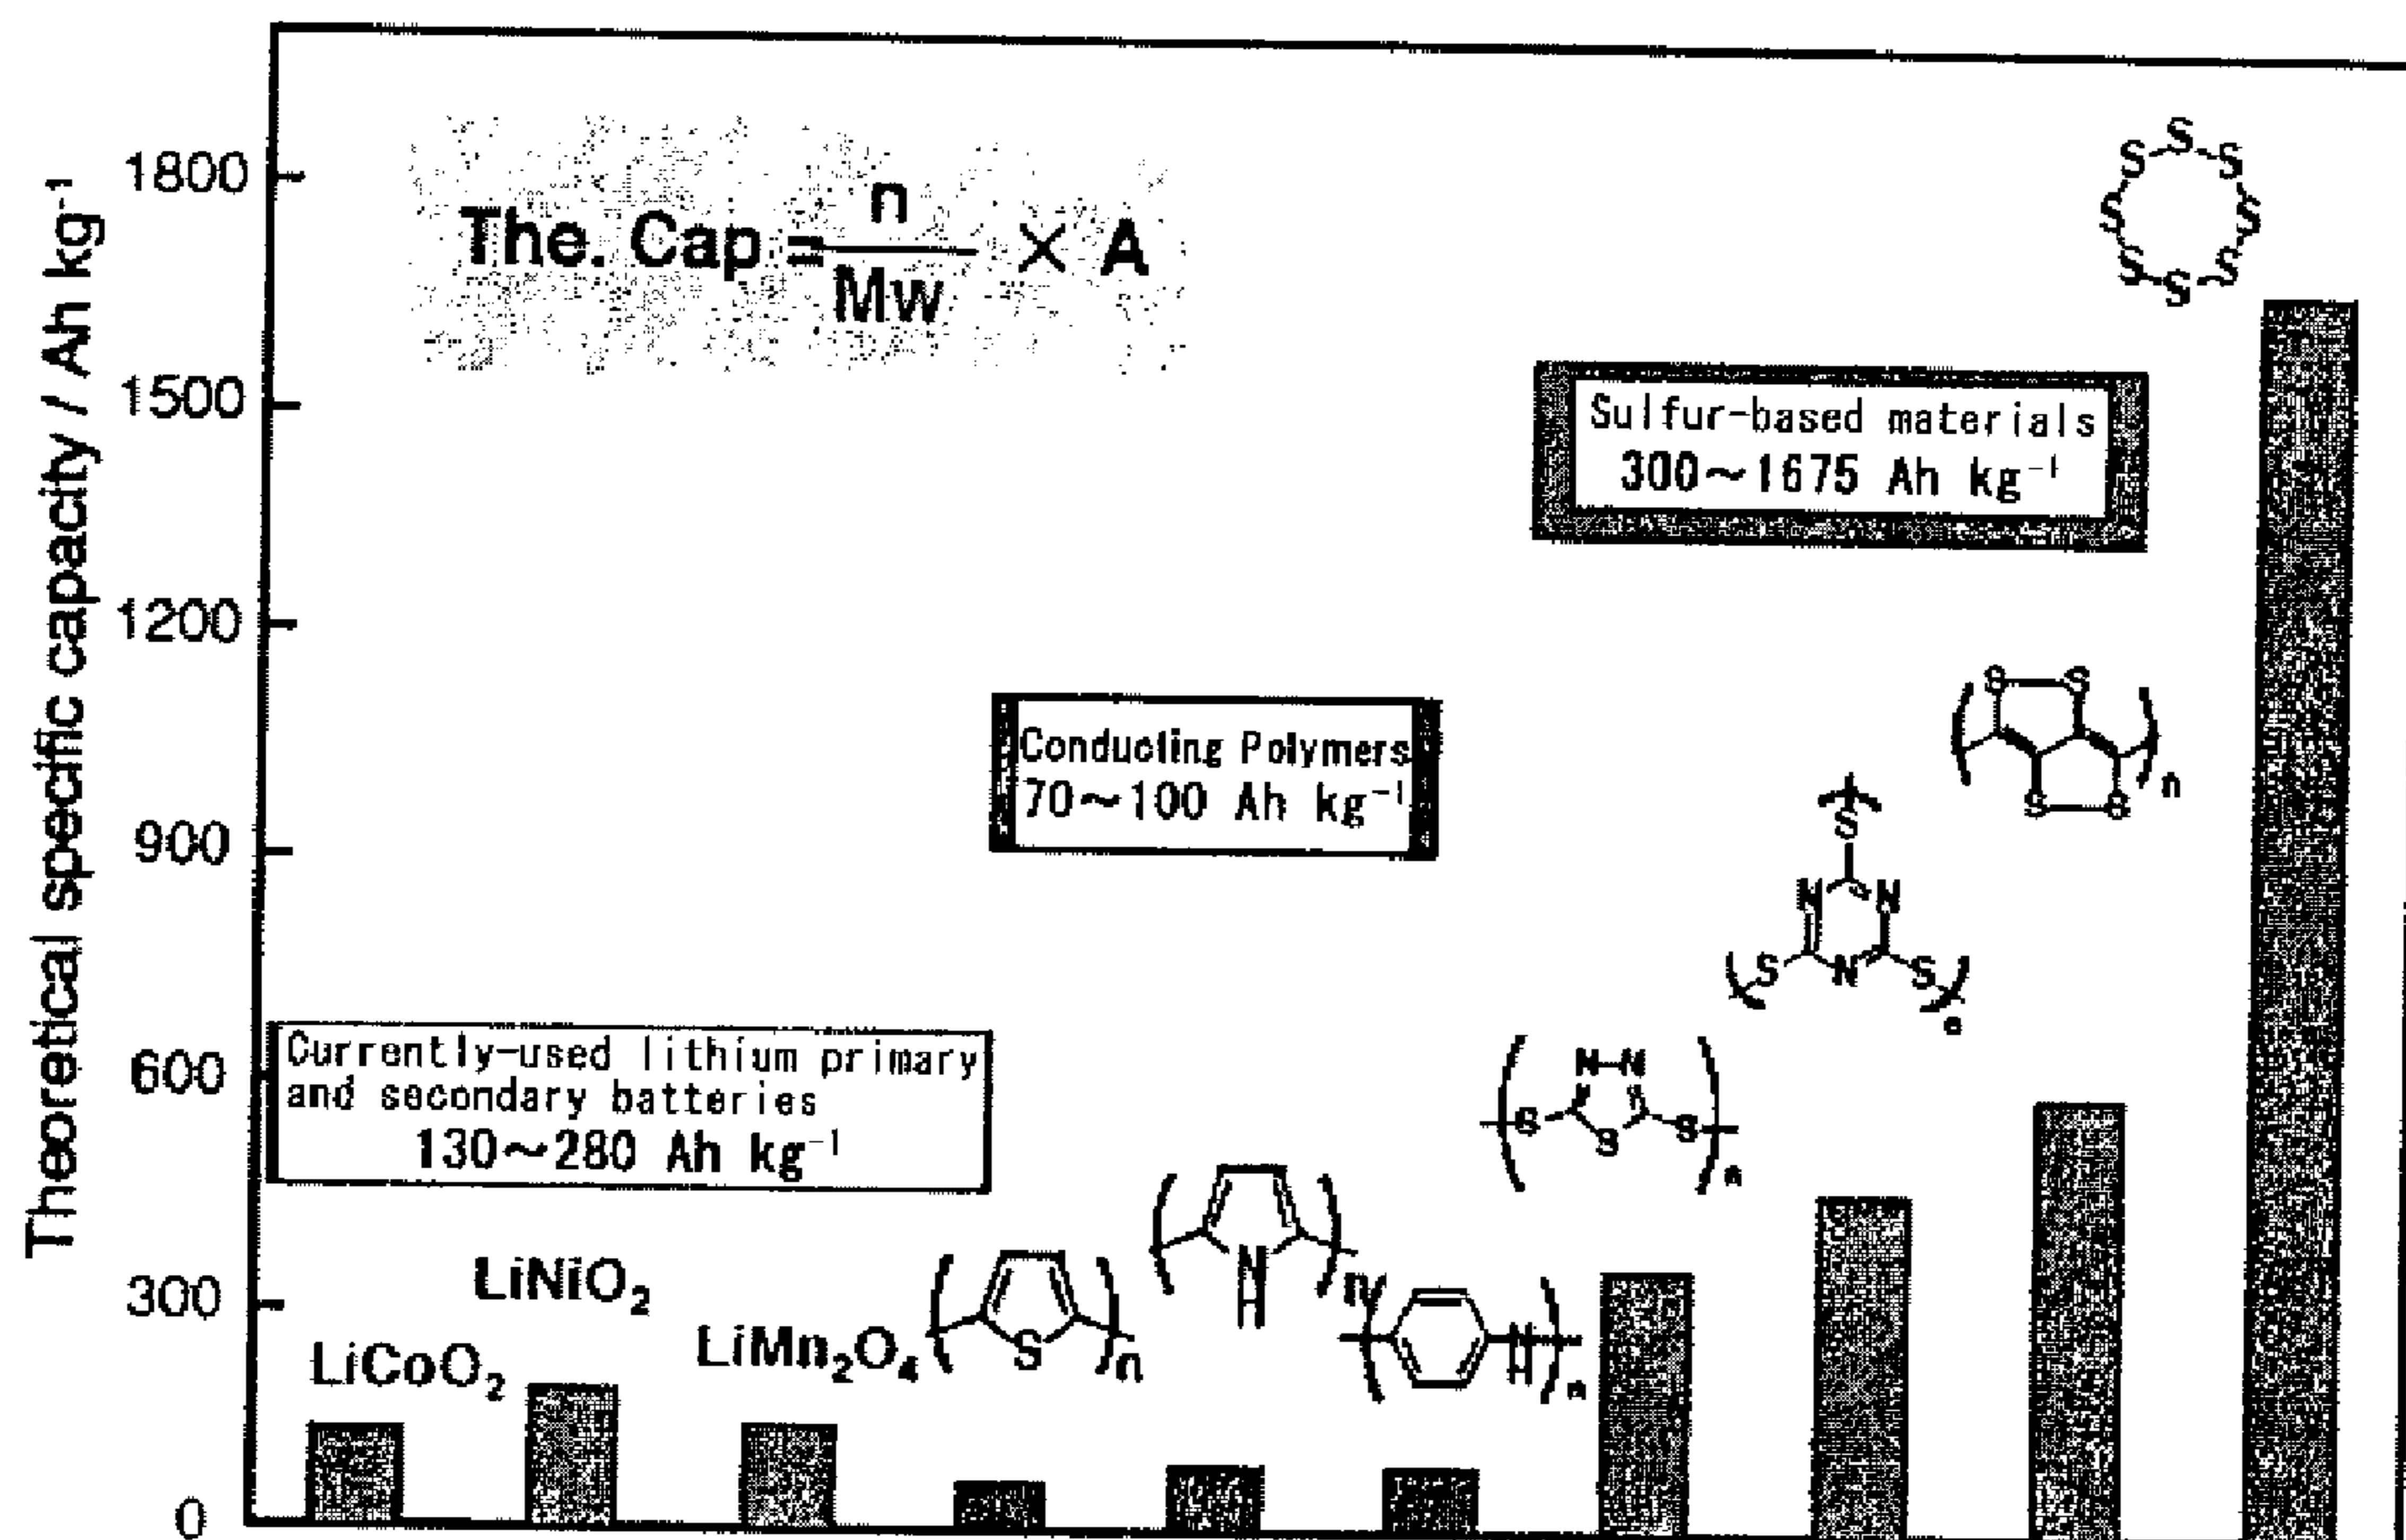 Theoretical specific capacity / Ah kg⁻¹
1800
1500
1200
900
600
300
0
The. Cap = n/Mw × A
Sulfur-based materials
300~1675 Ah kg⁻¹
Conducting Polymers
70~100 Ah kg⁻¹
Currently-used lithium primary
and secondary batteries
130~280 Ah kg⁻¹
LiCoO₂
LiNiO₂
LiMn₂O₄
S
n
N
H
n
N
H
n
N N
S S S
n
S
N N
N
S S
S S
S S
n
S S S
S S
S S
S